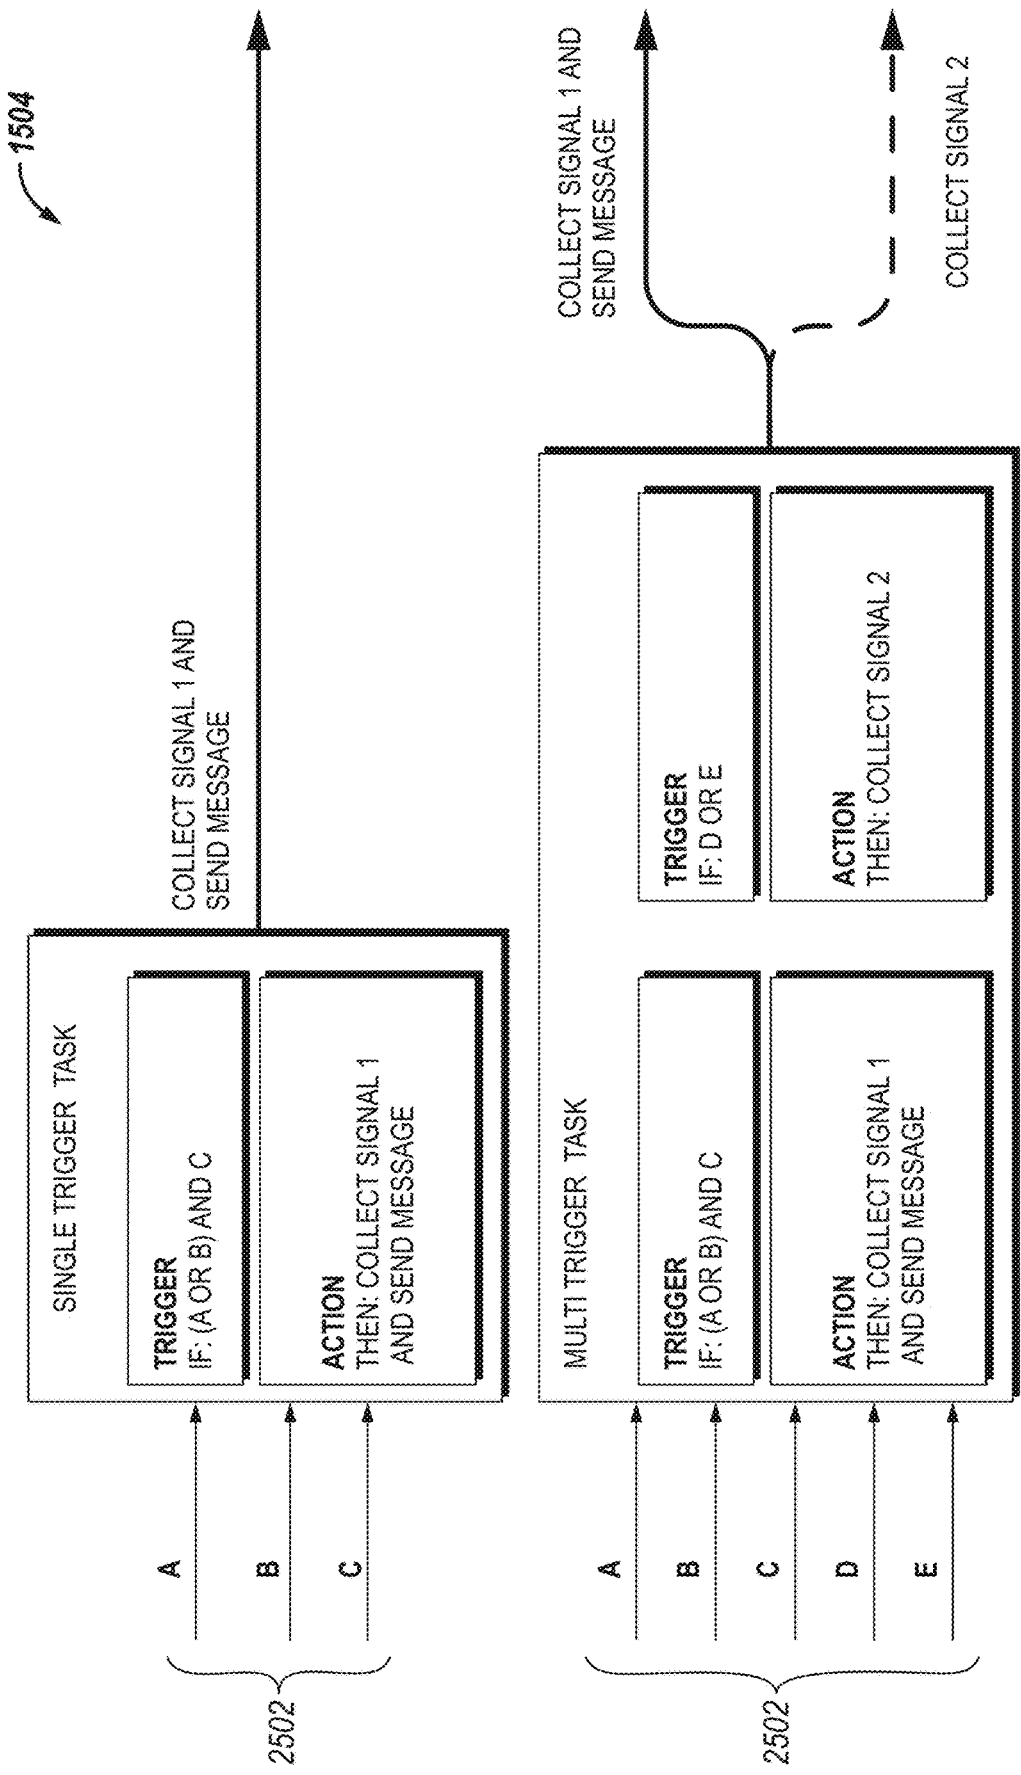 1504
SINGLE TRIGGER TASK
TRIGGER
IF: (A OR B) AND C
ACTION
THEN: COLLECT SIGNAL 1
AND SEND MESSAGE
A
B
C
2502
COLLECT SIGNAL 1 AND
SEND MESSAGE
MULTI TRIGGER TASK
TRIGGER
IF: (A OR B) AND C
ACTION
THEN: COLLECT SIGNAL 1
AND SEND MESSAGE
TRIGGER
IF: D OR E
ACTION
THEN: COLLECT SIGNAL 2
A
B
C
D
E
2502
COLLECT SIGNAL 1 AND
SEND MESSAGE
COLLECT SIGNAL 2